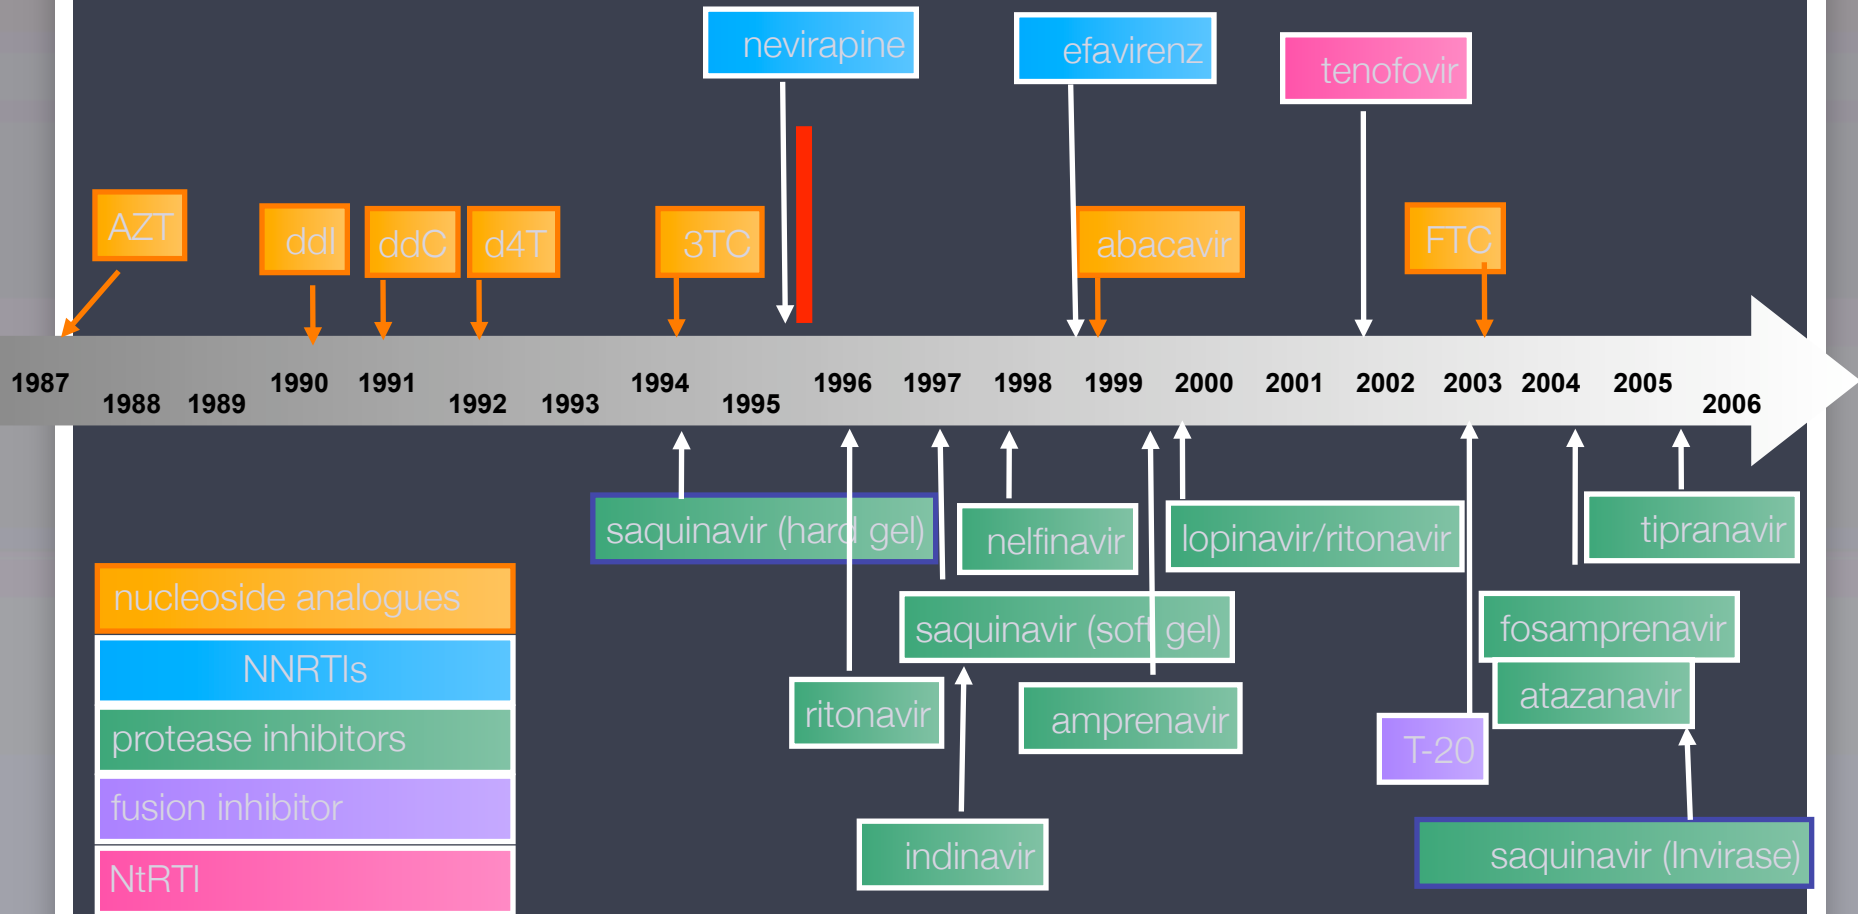 nevirapine
efavirenz
tenofovir
AZT
ddI
ddC
d4T
3TC
abacavir
FTC
1987
1988
1989
1990
1991
1992
1993
1994
1995
1996
1997
1998
1999
2000
2001
2002
2003
2004
2005
2006
saquinavir (hard gel)
nelfinavir
lopinavir/ritonavir
tipranavir
saquinavir (soft gel)
fosamprenavir
ritonavir
amprenavir
atazanavir
T-20
indinavir
saquinavir (Invirase)
nucleoside analogues
NNRTIs
protease inhibitors
fusion inhibitor
NtRTI